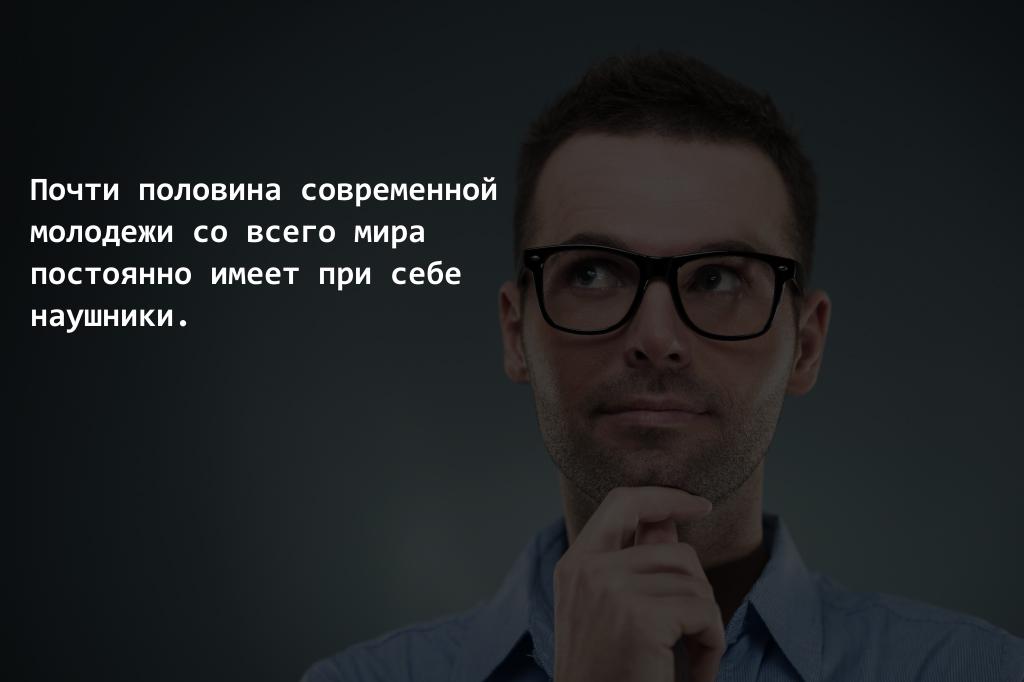 Почти половина современной
молодежи со всего мира
постоянно имеет при себе
наушники.